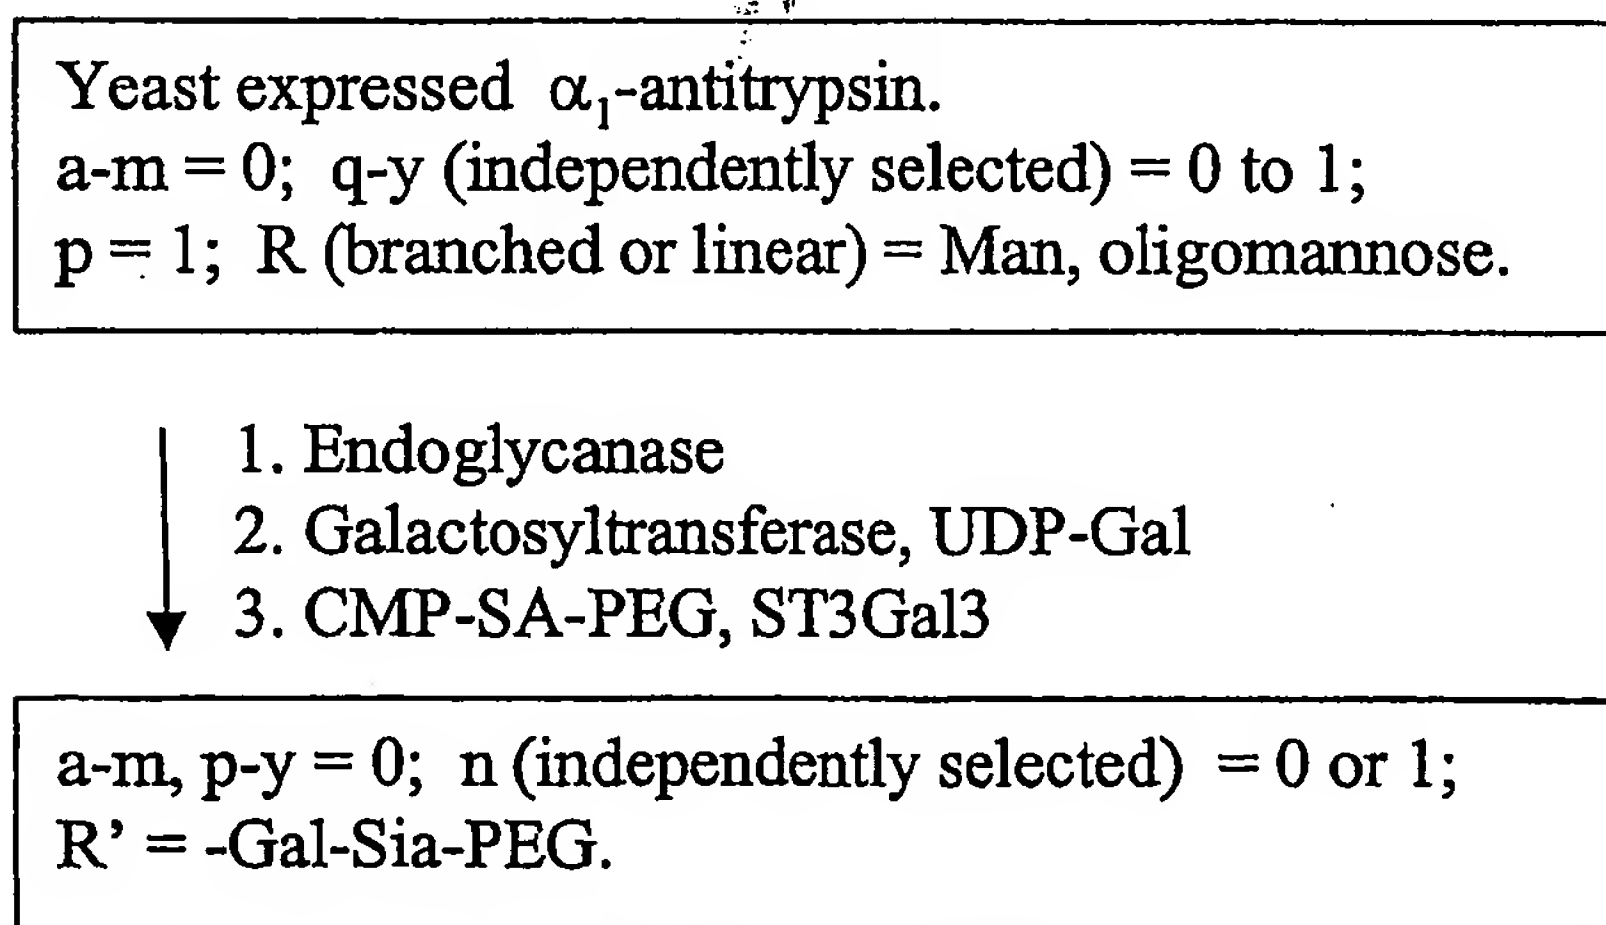 Yeast expressed α₁-antitrypsin.
a-m = 0; q-y (independently selected) = 0 to 1;
p = 1; R (branched or linear) = Man, oligomannose.
1. Endoglycanase
2. Galactosyltransferase, UDP-Gal
3. CMP-SA-PEG, ST3Gal3
a-m, p-y = 0; n (independently selected) = 0 or 1;
R’ = -Gal-Sia-PEG.